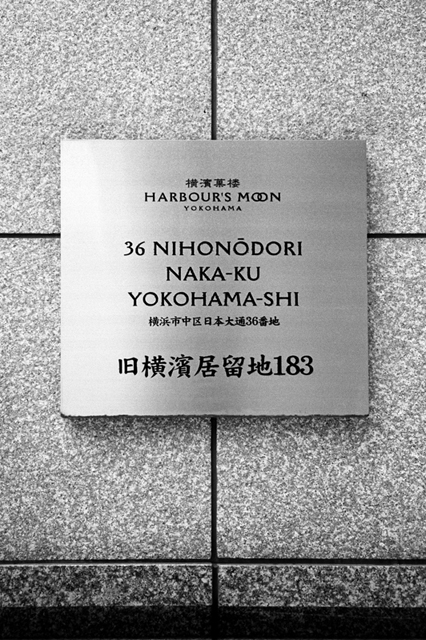 横濱幕楼
HARBOUR'S MOON
YOKOHAMA
36 NIHONŌDORI
NAKA-KU
YOKOHAMA-SHI
横浜市中区日本大通36番地
旧横濱居留地183